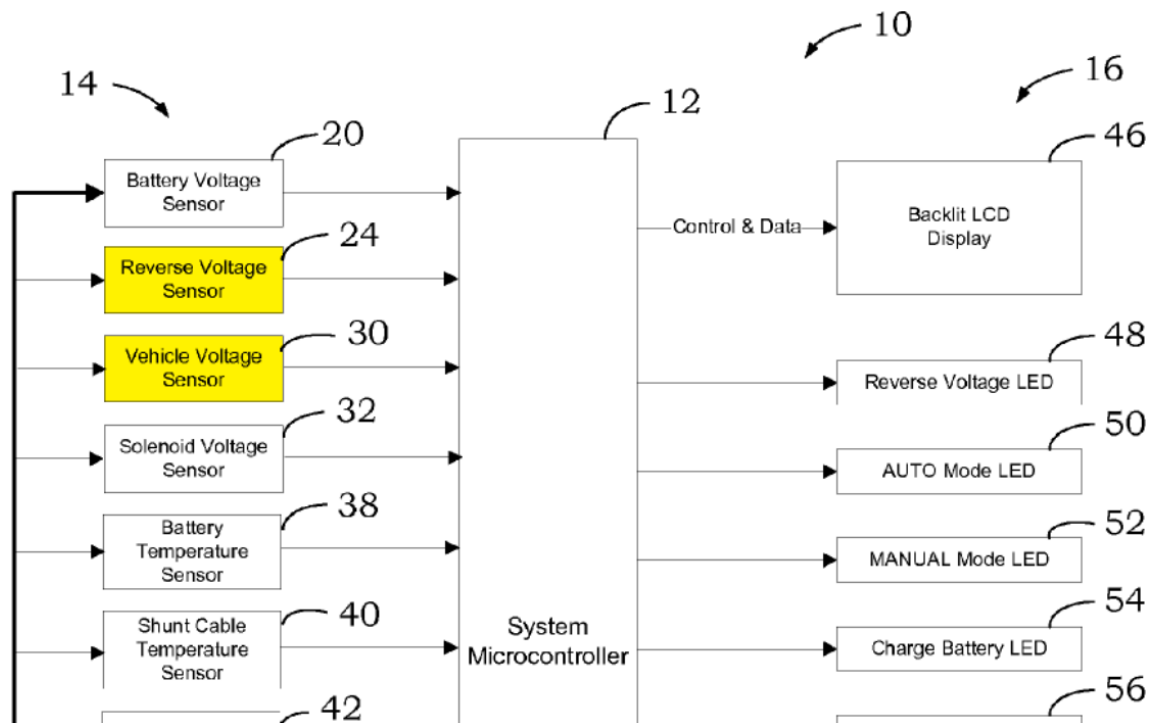 10
14
16
12
20
46
Battery Voltage
Sensor
Control & Data
Backlit LCD
Display
24
Reverse Voltage
Sensor
30
Vehicle Voltage
Sensor
48
Reverse Voltage LED
32
Solenoid Voltage
Sensor
50
AUTO Mode LED
38
Battery
Temperature
Sensor
52
MANUAL Mode LED
40
Shunt Cable
Temperature
Sensor
System
Microcontroller
54
Charge Battery LED
42
56